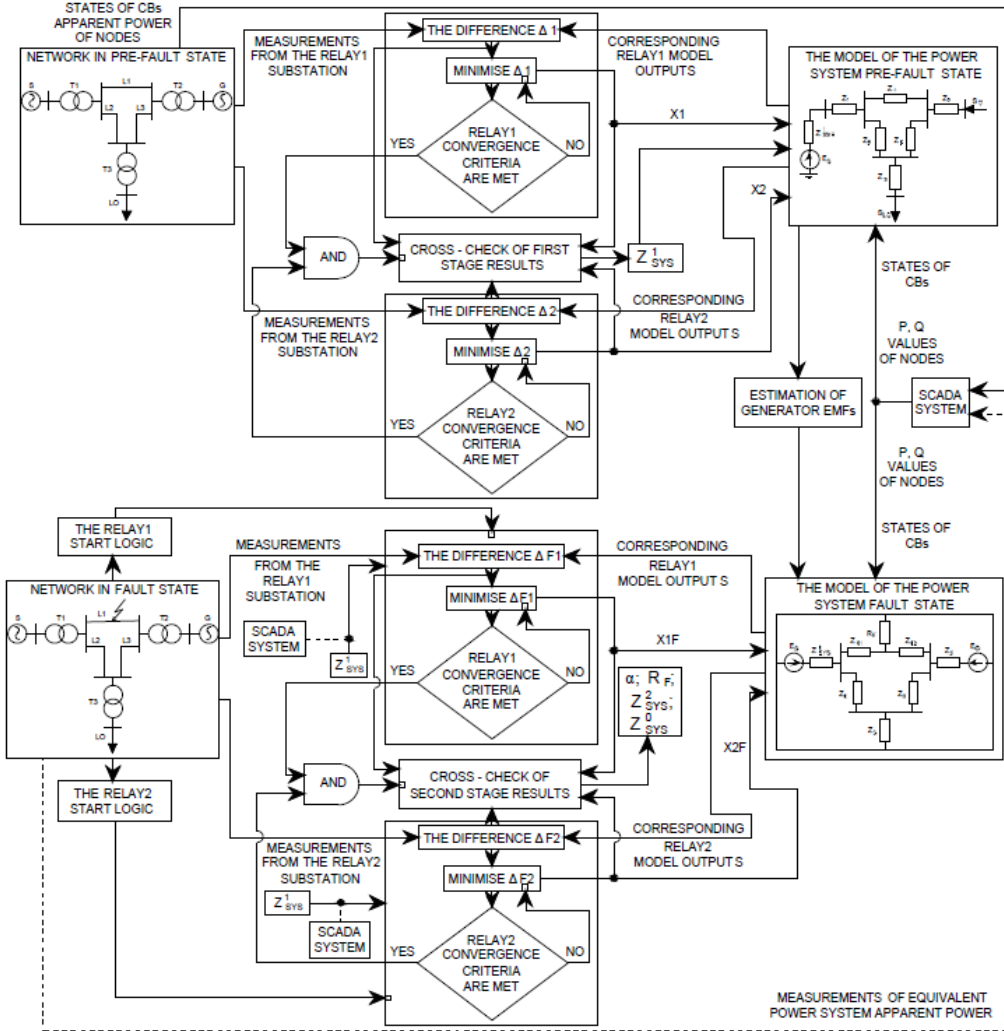 STATES OF CBs
APPARENT POWER
OF NODES
NETWORK IN PRE-FAULT STATE
S
T1
L1
L2
L3
T2
G
T3
LO
MEASUREMENTS
FROM THE RELAY1
SUBSTATION
THE DIFFERENCE Δ 1
MINIMISE Δ 1
RELAY1
CONVERGENCE
CRITERIA
ARE MET
YES
NO
CORRESPONDING
RELAY1 MODEL
OUTPUTS
X1
X2
THE MODEL OF THE POWER
SYSTEM PRE-FAULT STATE
AND
CROSS - CHECK OF FIRST
STAGE RESULTS
Z 1 SYS
MEASUREMENTS
FROM THE RELAY2
SUBSTATION
THE DIFFERENCE Δ 2
MINIMISE Δ2
RELAY2
CONVERGENCE
CRITERIA
ARE MET
YES
NO
CORRESPONDING
RELAY2
MODEL OUTPUT S
STATES OF
CBs
P, Q
VALUES
OF NODES
ESTIMATION OF
GENERATOR EMFs
SCADA
SYSTEM
P, Q
VALUES
OF NODES
STATES OF
CBs
THE RELAY1
START LOGIC
NETWORK IN FAULT STATE
S
T1
L1
L2
L3
T2
G
T3
LO
THE RELAY2
START LOGIC
MEASUREMENTS
FROM THE
RELAY1
SUBSTATION
SCADA
SYSTEM
Z 1 SYS
THE DIFFERENCE Δ F1
MINIMISE Δ F1
RELAY1
CONVERGENCE
CRITERIA
ARE MET
YES
NO
CORRESPONDING
RELAY1
MODEL OUTPUT S
X1F
α; R F;
Z 2 SYS;
Z 0 SYS
X2F
THE MODEL OF THE POWER
SYSTEM FAULT STATE
AND
CROSS - CHECK OF
SECOND STAGE RESULTS
MEASUREMENTS
FROM THE RELAY2
SUBSTATION
Z 1 SYS
SCADA
SYSTEM
THE DIFFERENCE Δ F2
MINIMISE Δ F2
RELAY2
CONVERGENCE
CRITERIA
ARE MET
YES
NO
CORRESPONDING
RELAY2
MODEL OUTPUT S
MEASUREMENTS OF EQUIVALENT
POWER SYSTEM APPARENT POWER